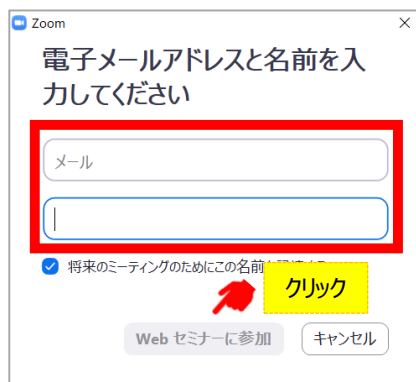 Zoom
電子メールアドレスと名前を入
力してください
メール
将来のミーティングのためにこの名前
クリック
Web セミナーに参加
キャンセル